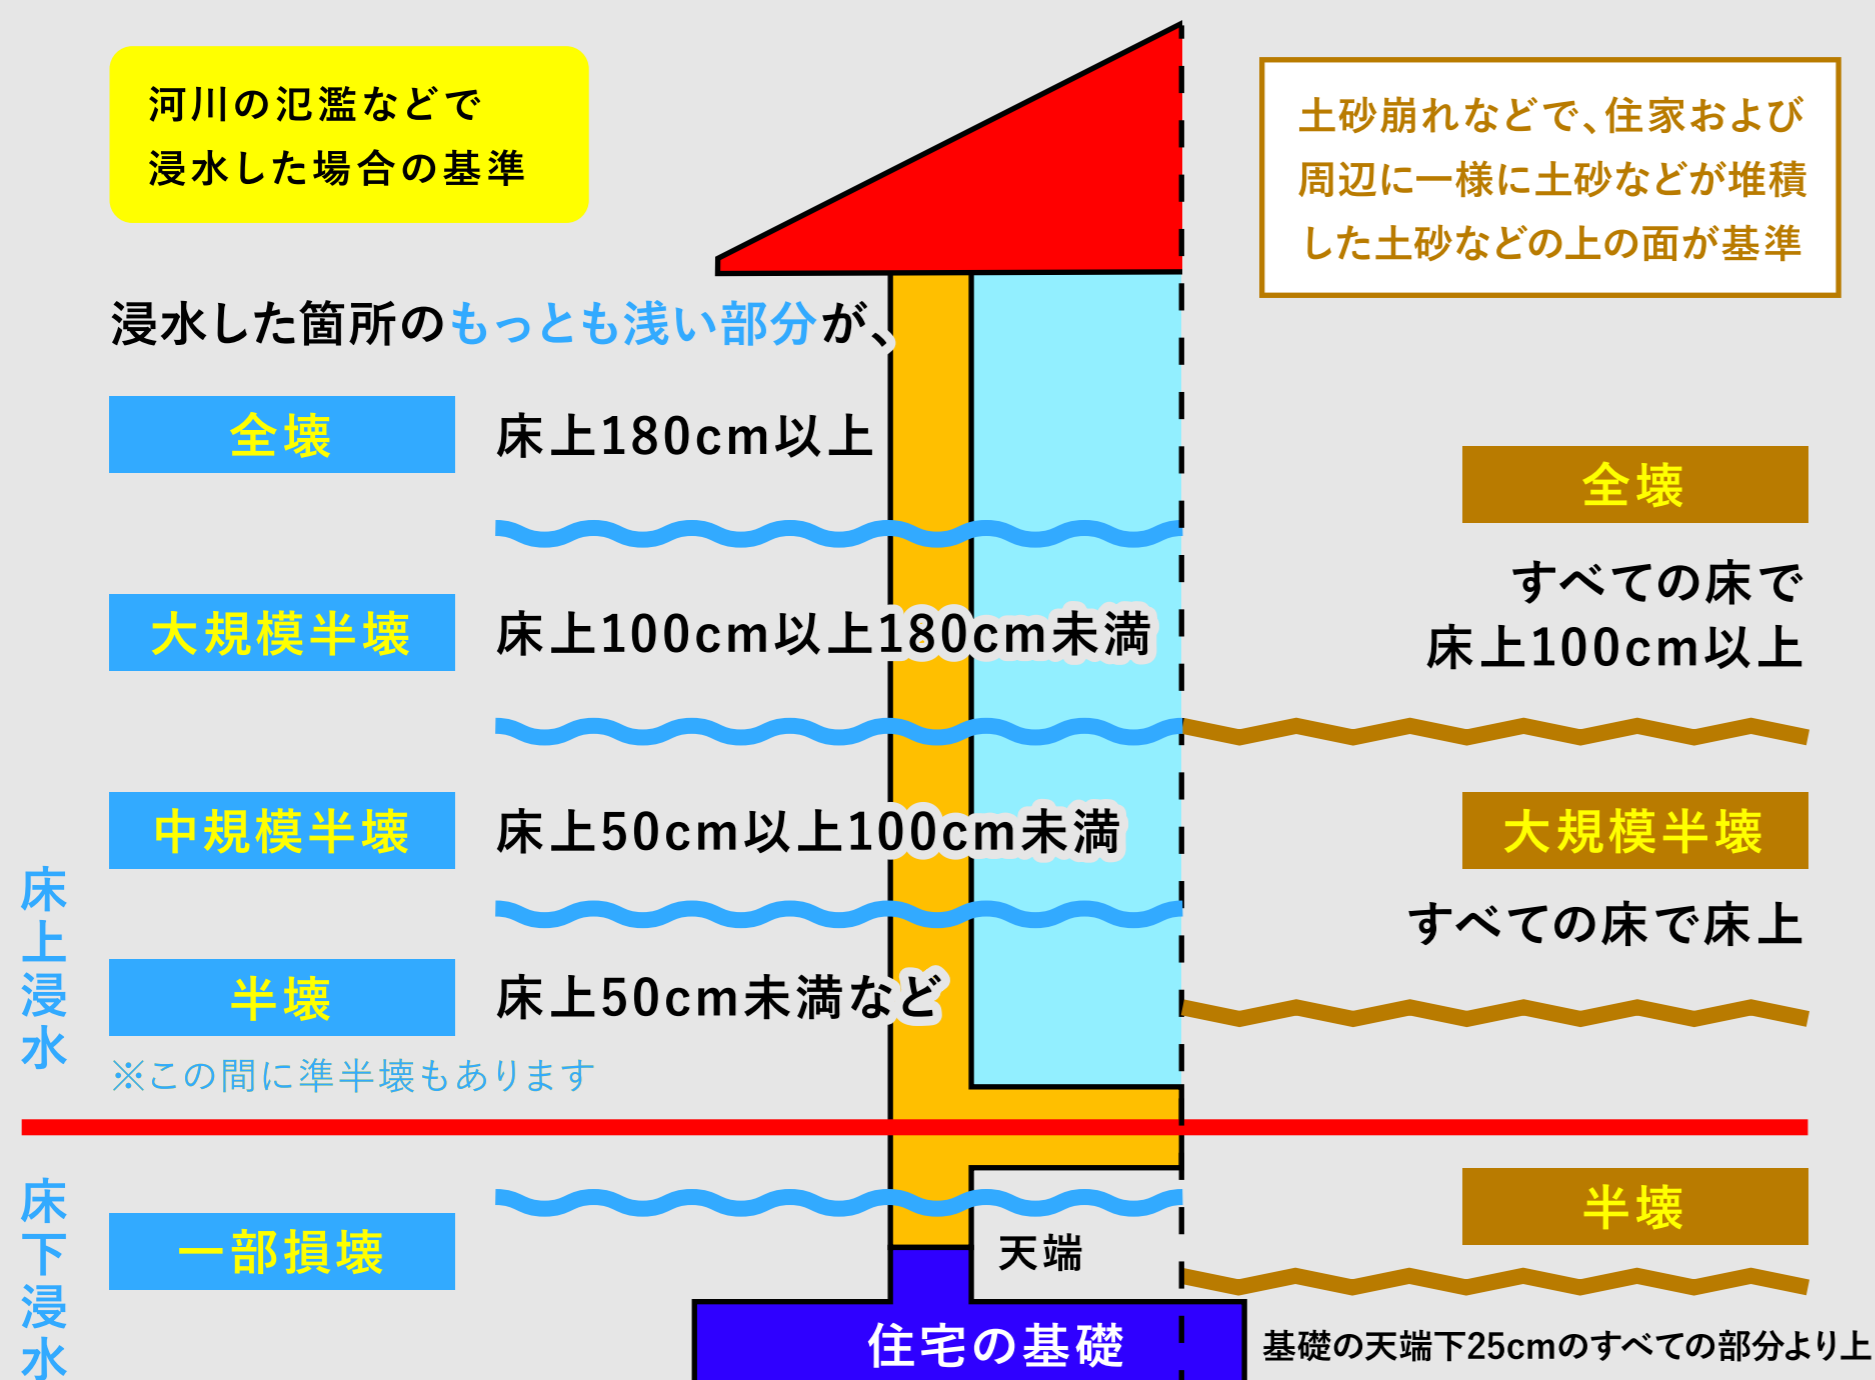 河川の氾濫などで
浸水した場合の基準
土砂崩れなどで、住家および
周辺に一様に土砂などが堆積
した土砂などの上の面が基準
浸水した箇所のもっとも浅い部分が、
全壊
床上180cm以上
大規模半壊
床上100cm以上180cm未満
中規模半壊
床上50cm以上100cm未満
半壊
床上50cm未満など
※この間に準半壊もあります
床上浸水
一部損壊
床下浸水
天端
住宅の基礎
全壊
すべての床で
床上100cm以上
大規模半壊
すべての床で床上
半壊
基礎の天端下25cmのすべての部分より上